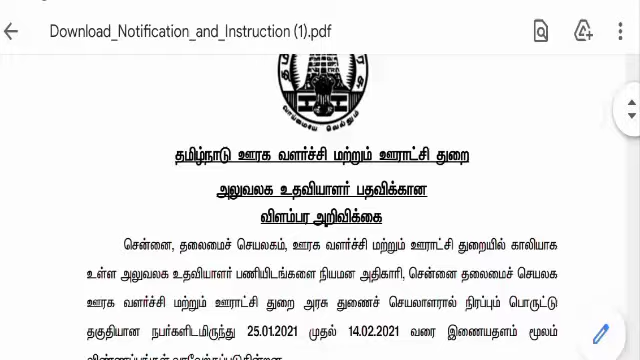 Download_Notification_and_Instruction (1).pdf
வாய்மையே வெல்லும்
தமிழ்நாடு ஊரக வளர்ச்சி மற்றும் ஊராட்சி துறை
அலுவலக உதவியாளர் பதவிக்கான
விளம்பர அறிவிக்கை
சென்னை, தலைமைச் செயலகம், ஊரக வளர்ச்சி மற்றும் ஊராட்சி துறையில் காலியாக
உள்ள அலுவலக உதவியாளர் பணியிடங்களை நியமன அதிகாரி, சென்னை தலைமைச் செயலக
ஊரக வளர்ச்சி மற்றும் ஊராட்சி துறை அரசு துணைச் செயலாளரால் நிரப்பும் பொருட்டு
தகுதியான நபர்களிடமிருந்து 25.01.2021 முதல் 14.02.2021 வரை இணையதளம் மூலம்